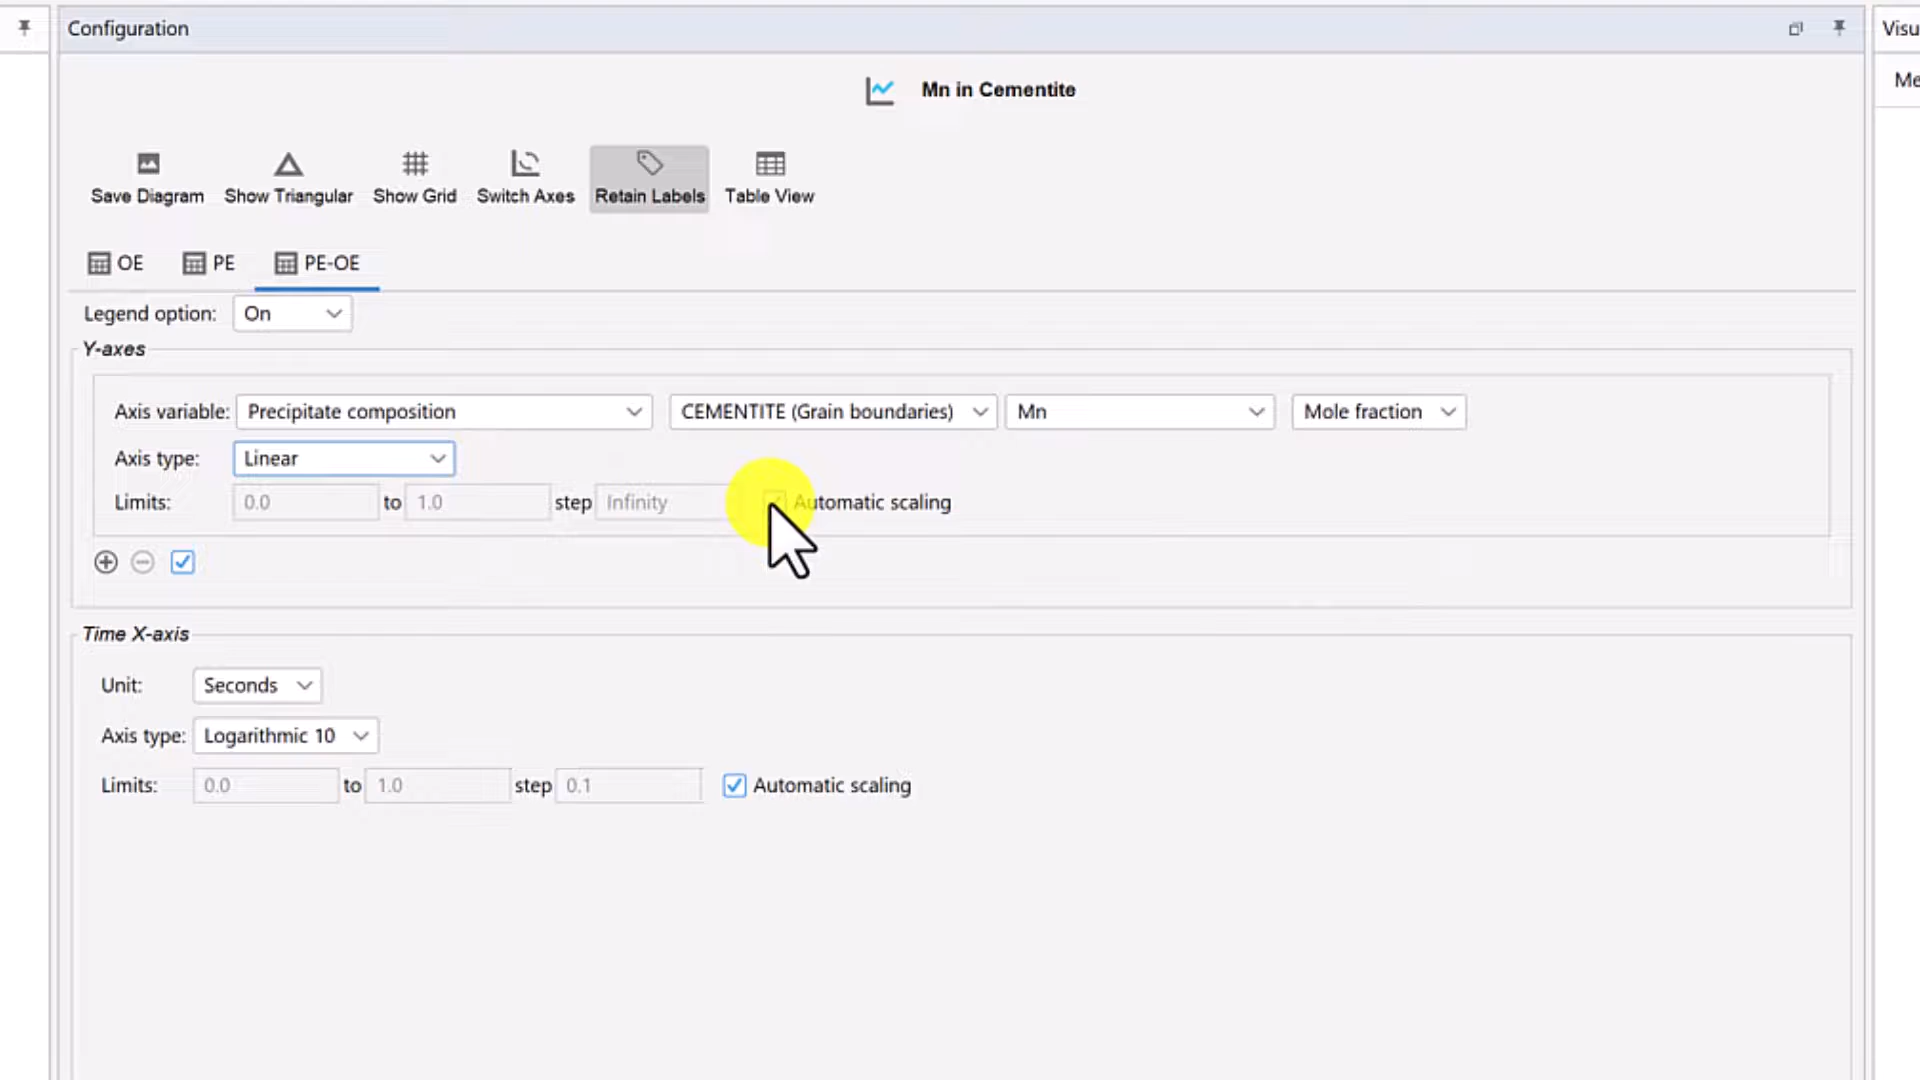 Configuration
Visu
Me
Mn in Cementite
Save Diagram Show Triangular Show Grid Switch Axes Retain Labels Table View
OE PE PE-OE
Legend option: On
Y-axes
Axis variable: Precipitate composition CEMENTITE (Grain boundaries) Mn Mole fraction
Axis type: Linear
Limits: 0.0 to 1.0 step Infinity Automatic scaling
Time X-axis
Unit: Seconds
Axis type: Logarithmic 10
Limits: 0.0 to 1.0 step 0.1 Automatic scaling